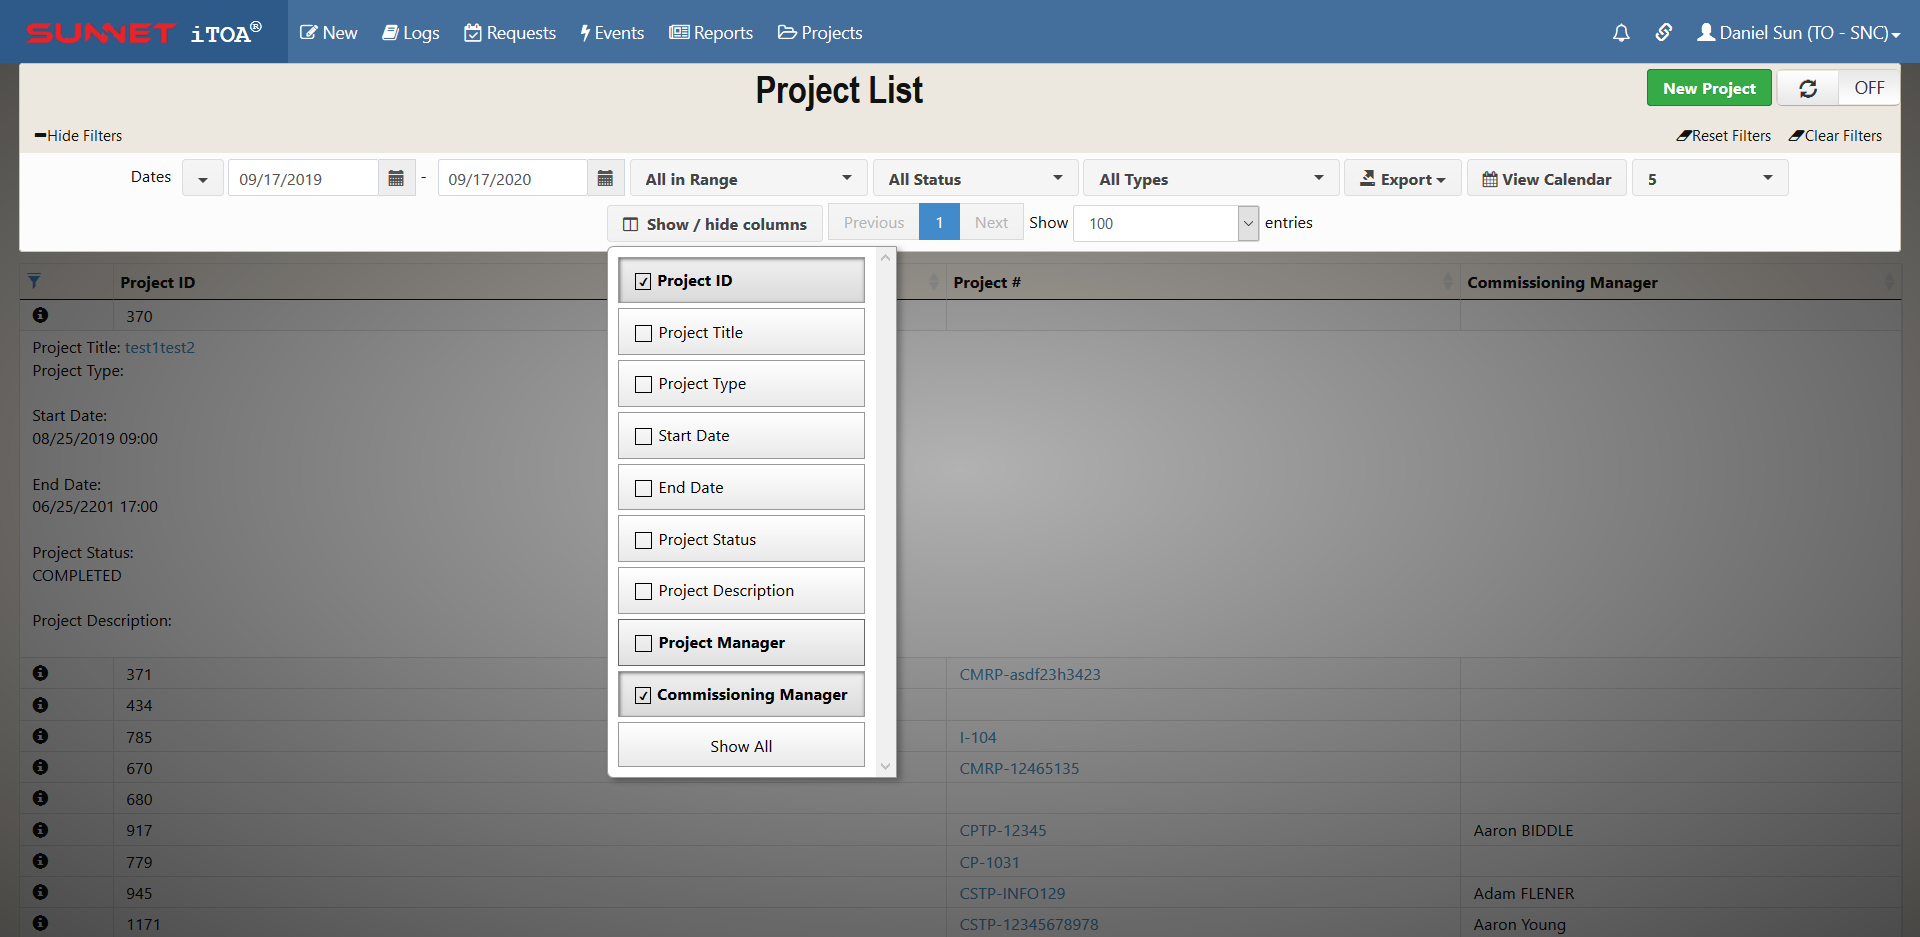 SUNNET iTOA® New Logs Requests Events Reports Projects Daniel Sun (TO - SNC)
Project List
New Project OFF
Hide Filters Reset Filters Clear Filters
Dates 09/17/2019 - 09/17/2020 All in Range All Status All Types Export View Calendar 5
Show / hide columns Previous 1 Next Show 100 entries
Project ID Project # Commissioning Manager
370
Project Title: test1test2
Project Type:
Start Date:
08/25/2019 09:00
End Date:
06/25/2201 17:00
Project Status:
COMPLETED
Project Description:
Project ID
Project Title
Project Type
Start Date
End Date
Project Status
Project Description
Project Manager
Commissioning Manager
Show All
371 CMRP-asdf23h3423
434
785 I-104
670 CMRP-12465135
680
917 CPTP-12345 Aaron BIDDLE
779 CP-1031
945 CSTP-INFO129 Adam FLENER
1171 CSTP-12345678978 Aaron Young